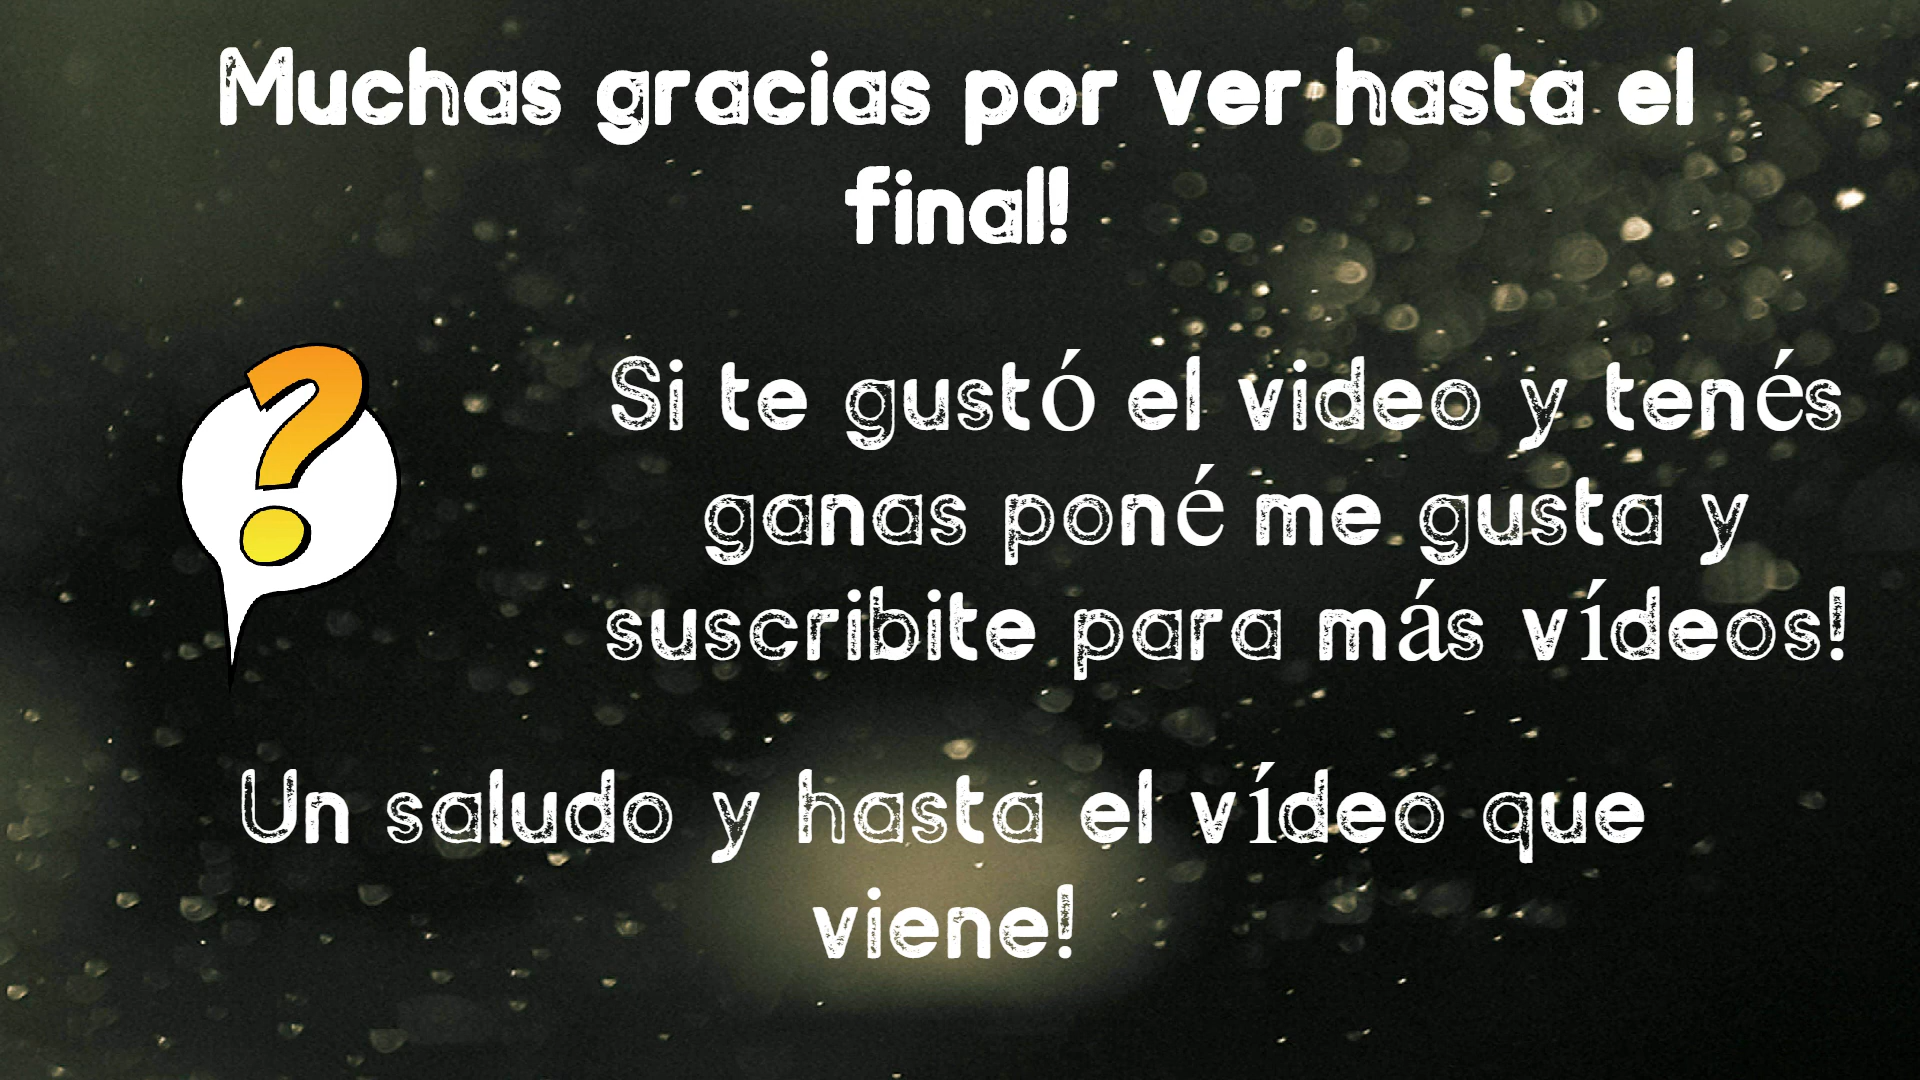 Muchas gracias por ver hasta el
final!
Si te gustó el video y tenés
ganas poné me gusta y
suscribite para más vídeos!
Un saludo y hasta el vídeo que
viene!